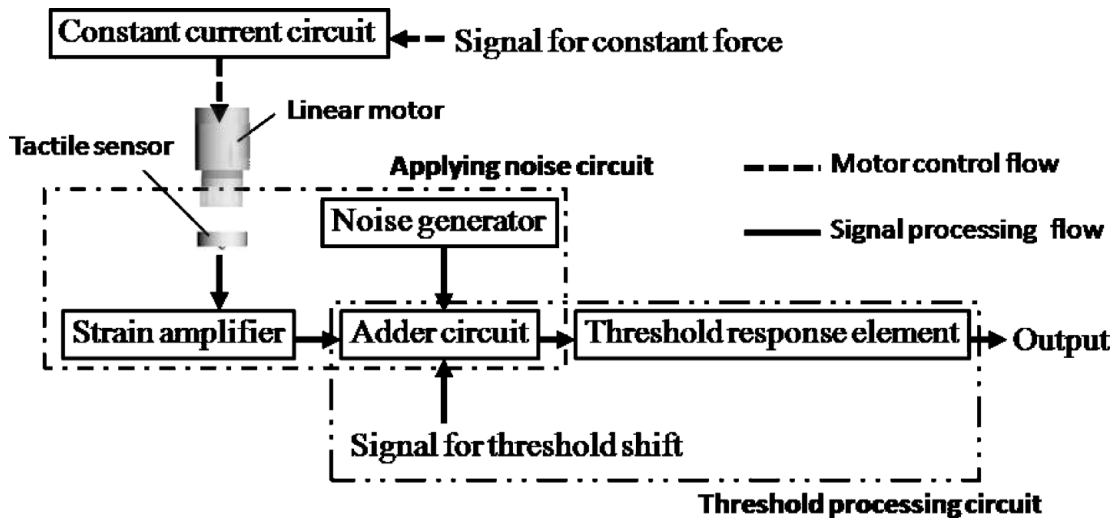 Constant current circuit
Signal for constant force
Linear motor
Tactile sensor
Applying noise circuit
Motor control flow
Noise generator
Signal processing flow
Strain amplifier
Adder circuit
Threshold response element
Output
Signal for threshold shift
Threshold processing circuit